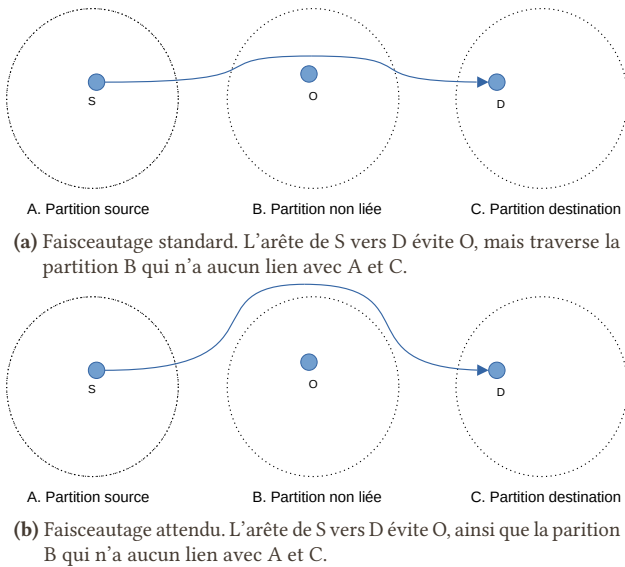 S
O
D
A. Partition source
B. Partition non liée
C. Partition destination
(a) Faisceautage standard. L'arête de S vers D évite O, mais traverse la
partition B qui n'a aucun lien avec A et C.
S
O
D
A. Partition source
B. Partition non liée
C. Partition destination
(b) Faisceautage attendu. L'arête de S vers D évite O, ainsi que la parition
B qui n'a aucun lien avec A et C.